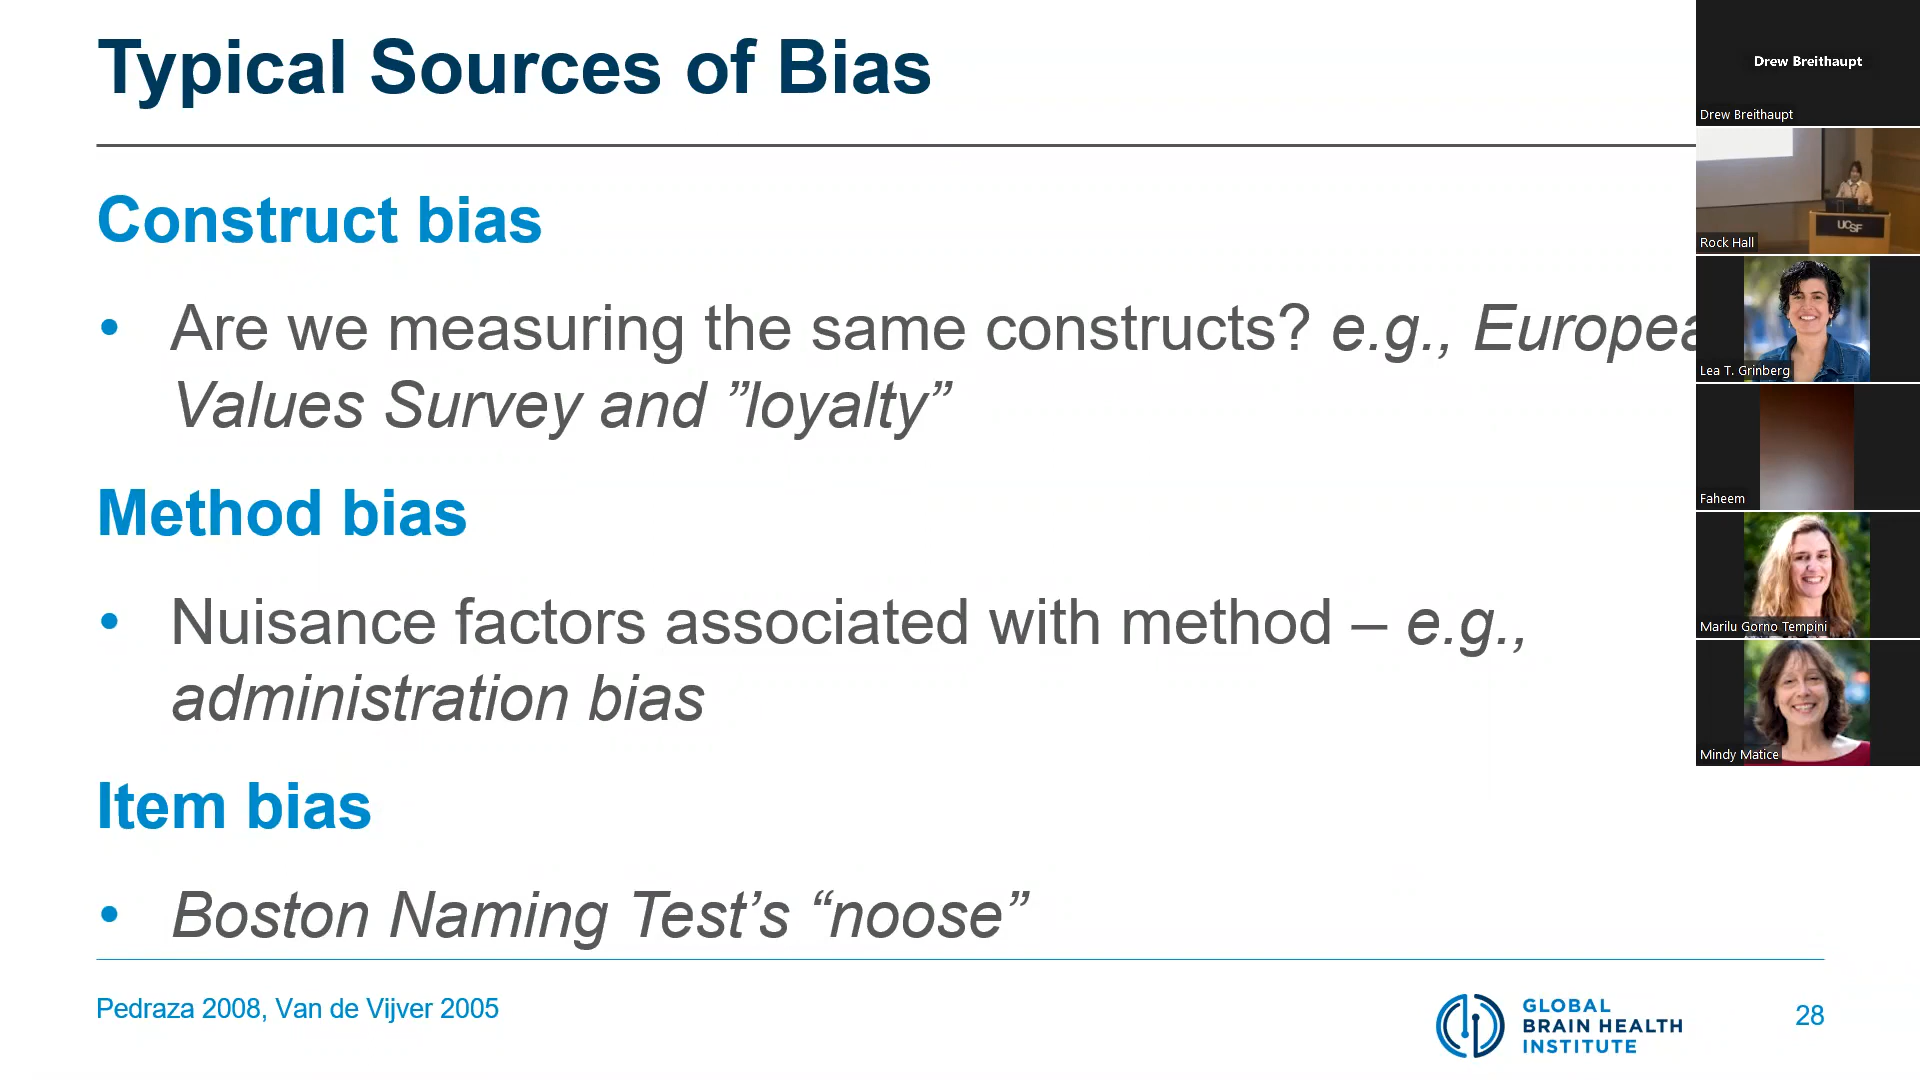 Typical Sources of Bias
Construct bias
• Are we measuring the same constructs? e.g., Europea
Values Survey and ”loyalty”
Method bias
• Nuisance factors associated with method – e.g.,
administration bias
Item bias
• Boston Naming Test’s “noose”
Pedraza 2008, Van de Vijver 2005
GLOBAL
BRAIN HEALTH
INSTITUTE
28
Drew Breithaupt
Drew Breithaupt
UCSF
Rock Hall
Lea T. Grinberg
Faheem
Marilu Gorno Tempini
Mindy Matice